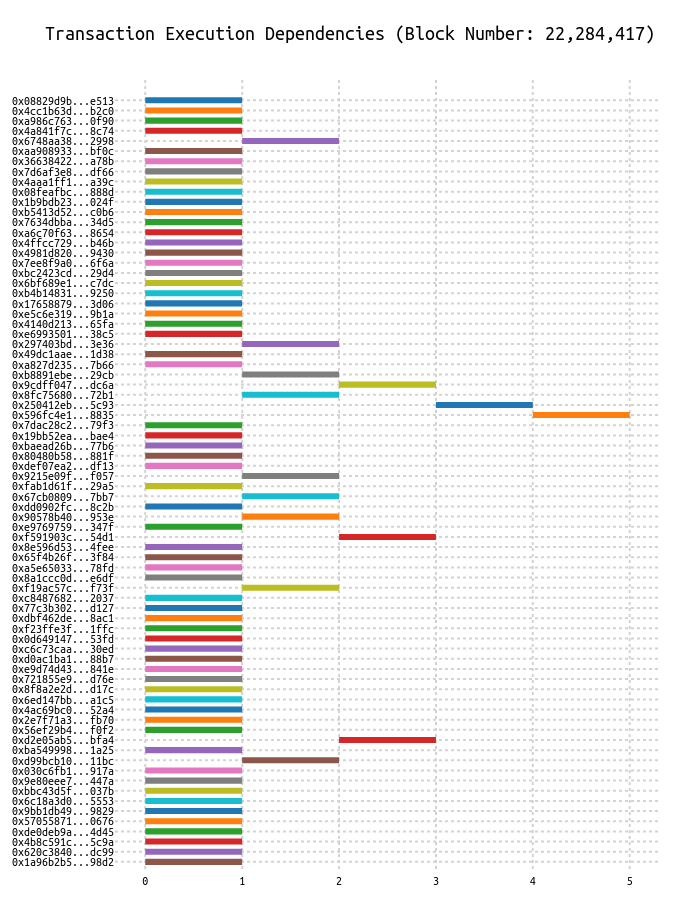 Transaction Execution Dependencies (Block Number: 22,284,417)
0x08829d9b...e513
0x4cc1b63d...b2c0
0xa986c763...0f90
0x4a841f7c...8c74
0x6748aa38...2998
0xaa908933...bf0c
0x36638422...a78b
0x7d6af3e8...df66
0x4aaa1ff1...a39c
0x08feafbc...888d
0x1b9bdb23...024f
0xb5413d52...c0b6
0x7634dbba...34d5
0xa6c70f63...8654
0x4ffcc729...b46b
0x4981d820...9430
0x7ee8f9a0...6f6a
0xbc2423cd...29d4
0x6bf689e1...c7dc
0xb4b14831...9250
0x17658879...3d06
0xe5c6e319...9b1a
0x4140d213...65fa
0xe6993501...38c5
0x297403bd...3e36
0x49dc1aae...1d38
0xa827d235...7b66
0xb8891ebe...29cb
0x9cdff047...dc6a
0x8fc75680...72b1
0x250412eb...5c93
0x596fc4e1...8835
0x7dac28c2...79f3
0x19bb52ea...bae4
0xbaead26b...77b6
0x80480b58...881f
0xdef07ea2...df13
0x9215e09f...f057
0xfab1d61f...29a5
0x67cb0809...7bb7
0xdd0902fc...8c2b
0x90578b40...953e
0xe9769759...347f
0xf591903c...54d1
0x8e596d53...4fee
0x65f4b26f...3f84
0xa5e65033...78fd
0x8a1ccc0d...e6df
0xf19ac57c...f73f
0xc8487682...2037
0x77c3b302...d127
0xdbf462de...8ac1
0xf23ffe3f...1ffc
0x0d649147...53fd
0xc6c73caa...30ed
0xd0ac1ba1...88b7
0xe9d74d43...841e
0x721855e9...d76e
0x8f8a2e2d...d17c
0x6ed147bb...a1c5
0x4ac69bc0...52a4
0x2e7f71a3...fb70
0x56ef29b4...f0f2
0xd2e05ab5...bfa4
0xba549998...1a25
0xd99bcb10...11bc
0x030c6fb1...917a
0x9e80eee7...447a
0xbbc43d5f...037b
0x6c18a3d0...5553
0x9bb1db49...9829
0x57055871...0676
0xde0deb9a...4d45
0x4b8c591c...5c9a
0x620c3840...dc99
0x1a96b2b5...98d2
0 1 2 3 4 5